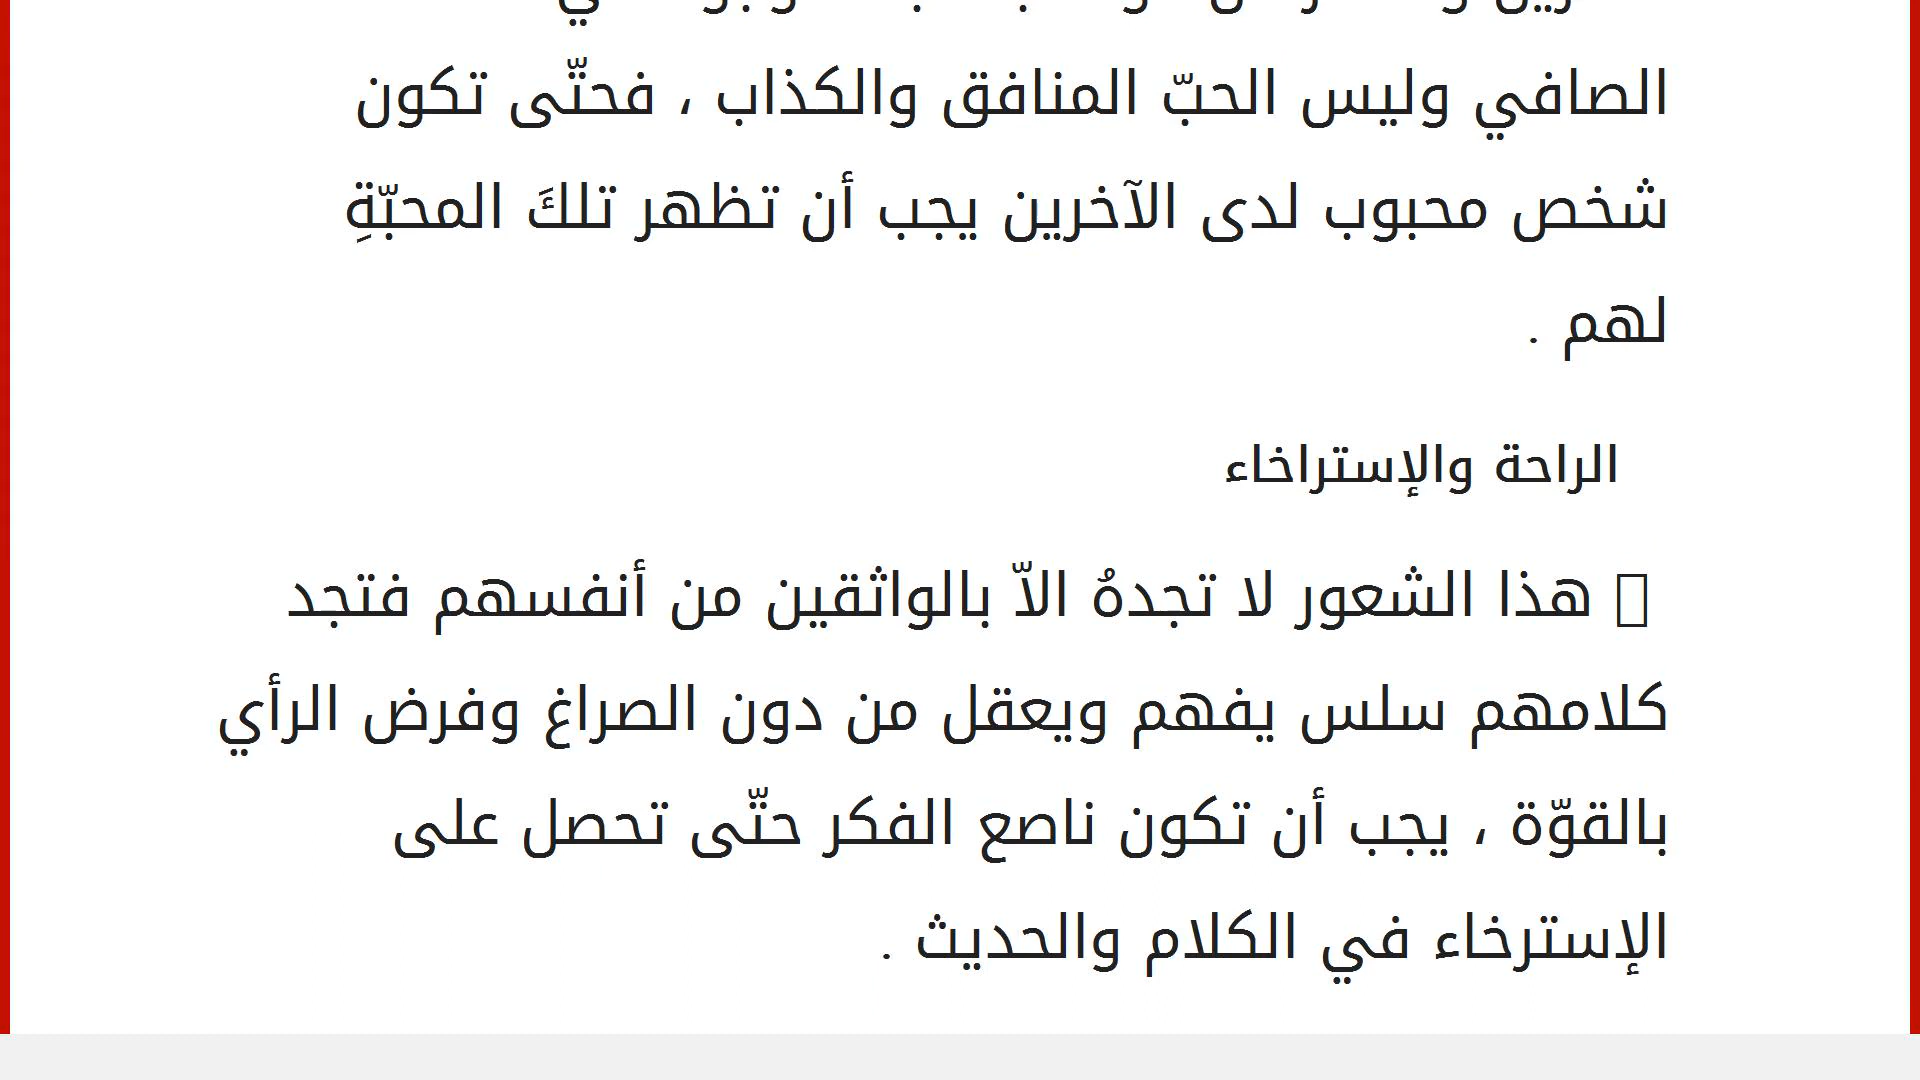 الصافي وليس الحبّ المنافق والكذاب ، فحتّى تكون
شخص محبوب لدى الآخرين يجب أن تظهر تلكَ المحبّةِ
لهم .
الراحة والإستراخاء
هذا الشعور لا تجدهُ الاّ بالواثقين من أنفسهم فتجد
كلامهم سلس يفهم ويعقل من دون الصراغ وفرض الرأي
بالقوّة ، يجب أن تكون ناصع الفكر حتّى تحصل على
الإسترخاء في الكلام والحديث .